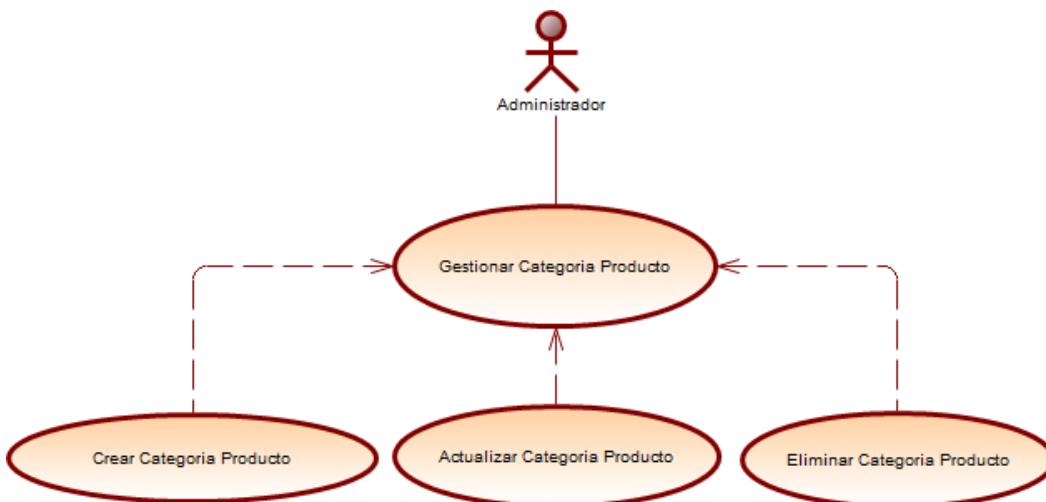 Administrador
Gestionar Categoria Producto
Crear Categoria Producto
Actualizar Categoria Producto
Eliminar Categoria Producto